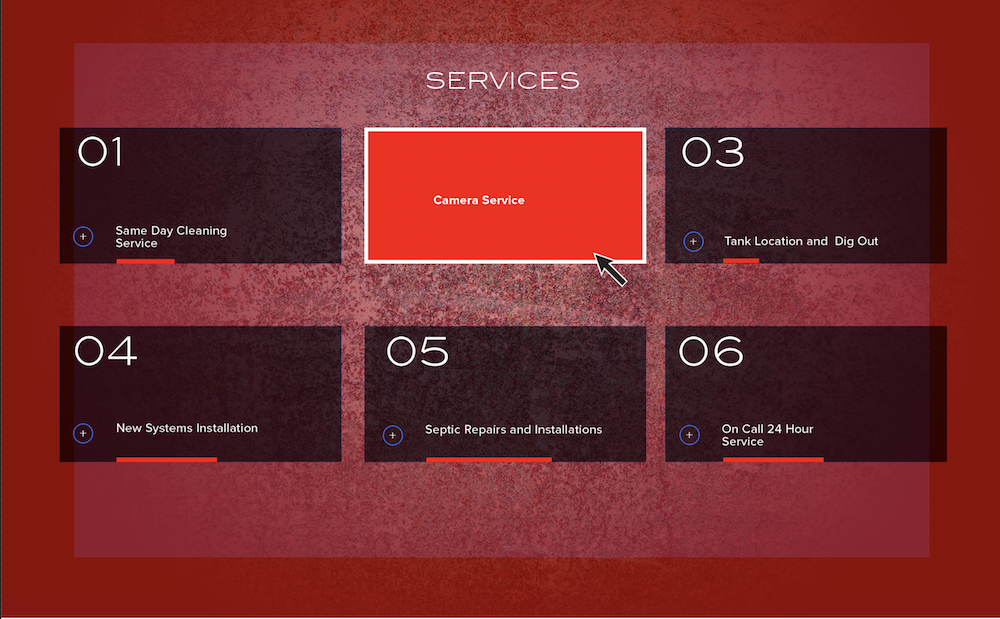 SERVICES
01
Same Day Cleaning
Service
Camera Service
03
Tank Location and  Dig Out
04
New Systems Installation
05
Septic Repairs and Installations
06
On Call 24 Hour
Service